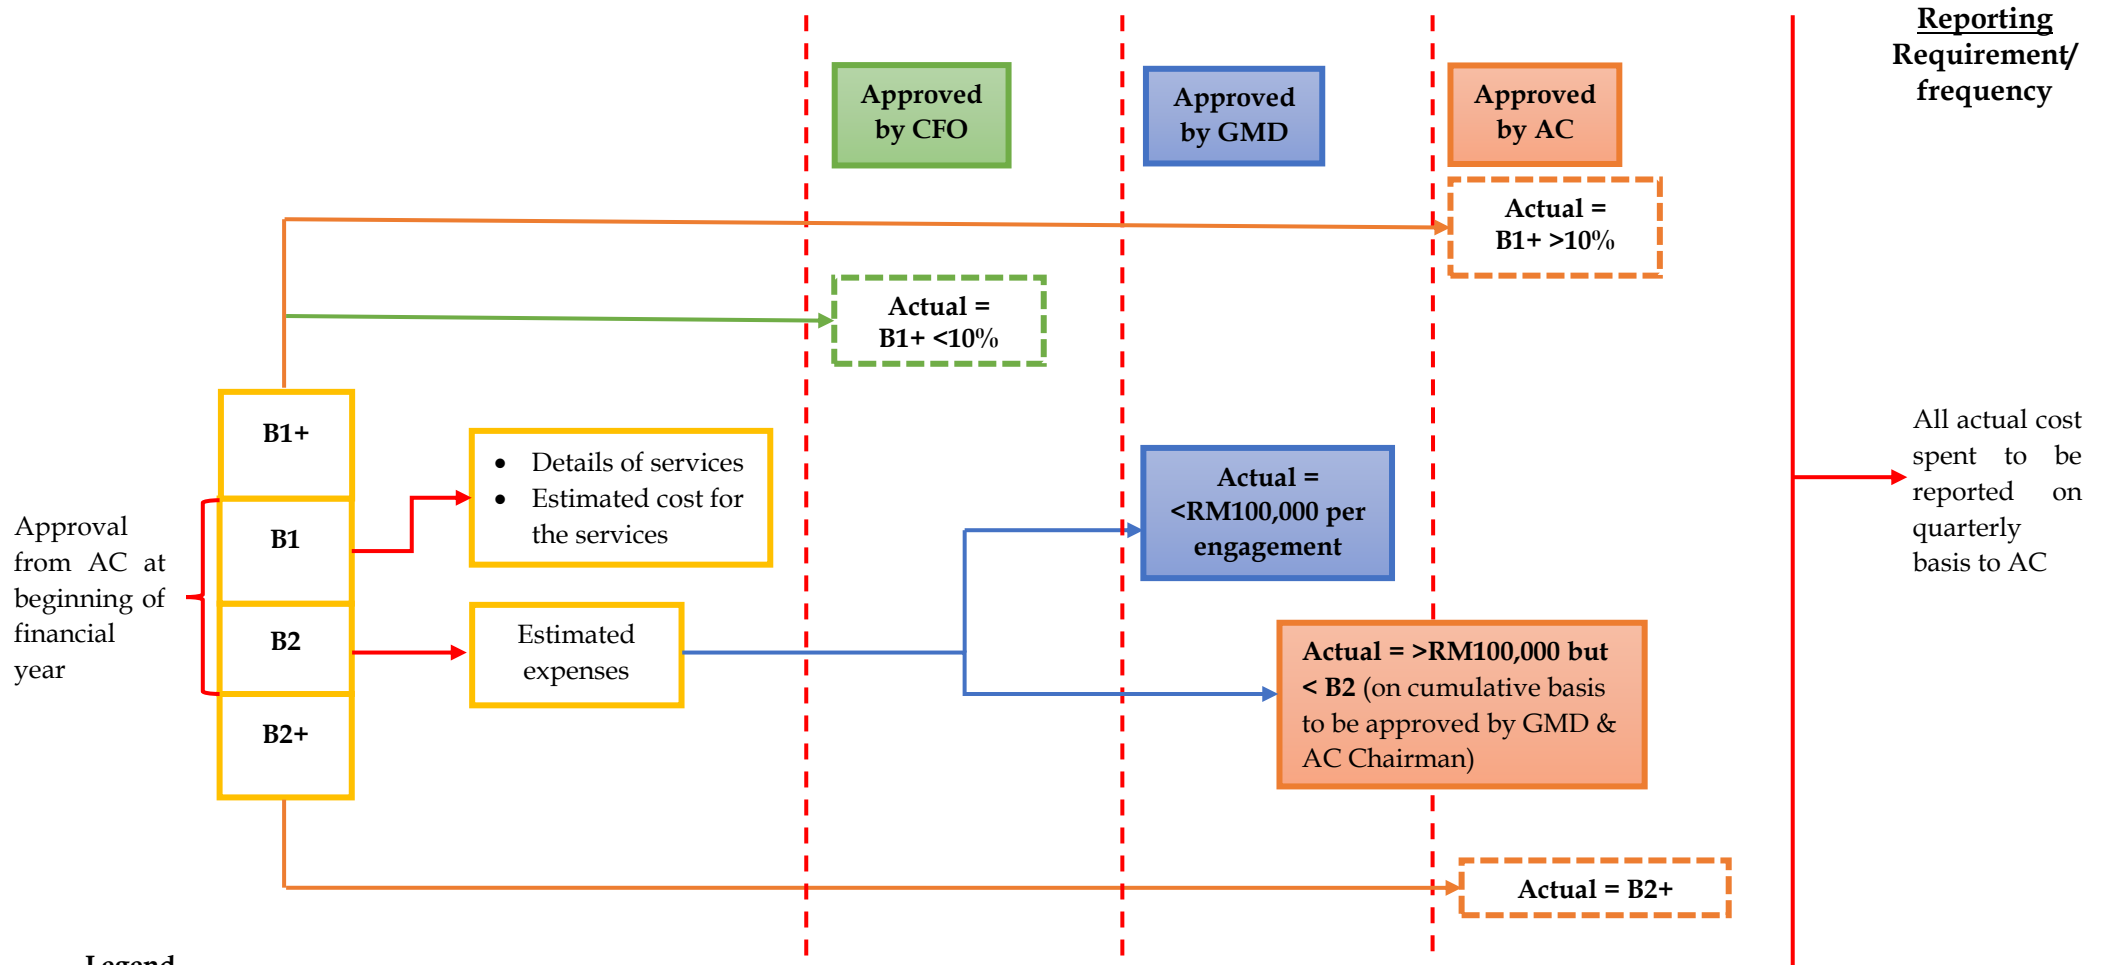 Reporting
Requirement/
frequency
Approved
by CFO
Approved
by GMD
Approved
by AC
Actual =
B1+ >10%
Actual =
B1+ <10%
B1+
B1
B2
B2+
Approval
from AC at
beginning of
financial
year
• Details of services
• Estimated cost for
the services
Estimated
expenses
Actual =
<RM100,000 per
engagement
Actual = >RM100,000 but
< B2 (on cumulative basis
to be approved by GMD &
AC Chairman)
Actual = B2+
All actual cost
spent to be
reported on
quarterly
basis to AC
Legend